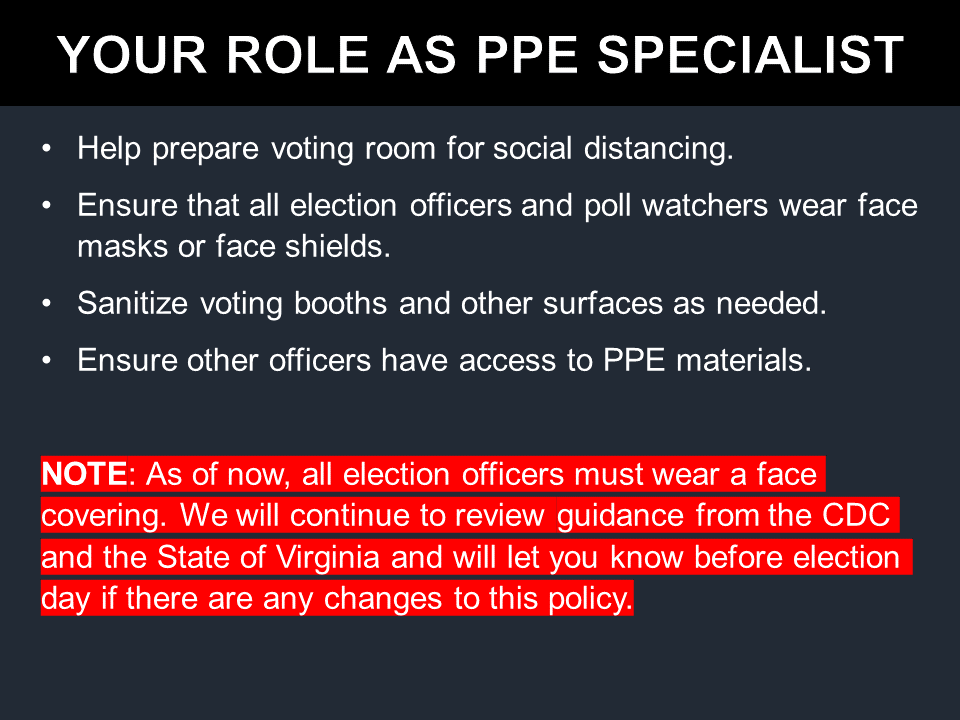 YOUR ROLE AS PPE SPECIALIST
• Help prepare voting room for social distancing.
• Ensure that all election officers and poll watchers wear face
masks or face shields.
• Sanitize voting booths and other surfaces as needed.
• Ensure other officers have access to PPE materials.
NOTE: As of now, all election officers must wear a face
covering. We will continue to review guidance from the CDC
and the State of Virginia and will let you know before election
day if there are any changes to this policy.